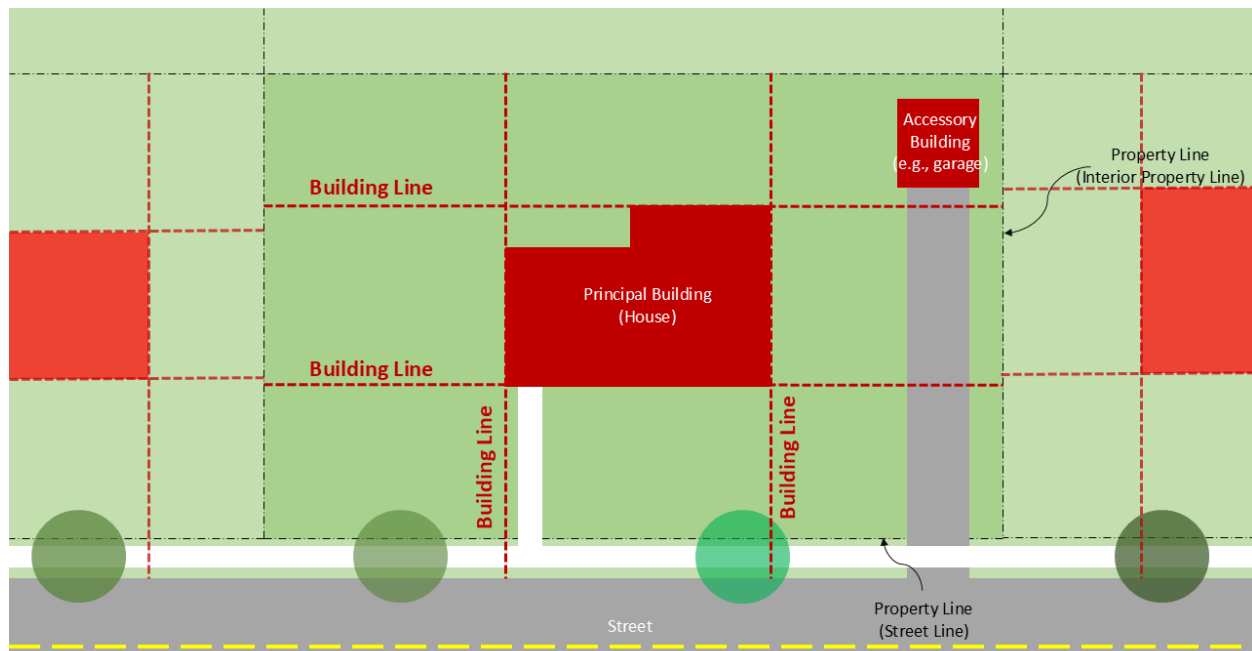 Accessory
Building
(e.g., garage)
Property Line
(Interior Property Line)
Building Line
Principal Building
(House)
Building Line
Building Line
Building Line
Property Line
(Street Line)
Street